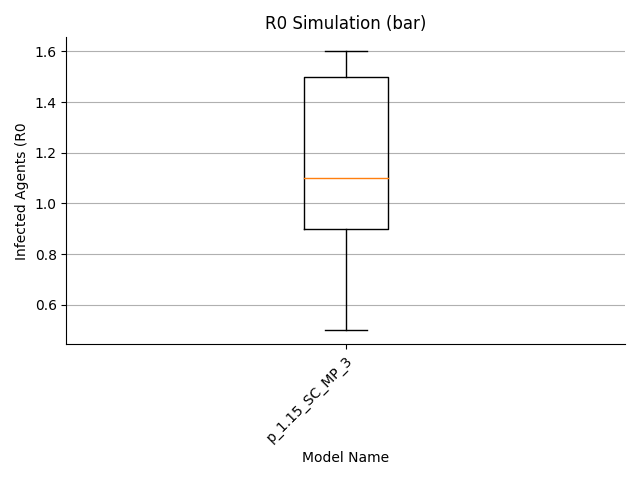 R0 Simulation (bar)
1.6
1.4
1.2
1.0
0.8
0.6
Infected Agents (R0
p_1.15_SC_MP_3
Model Name